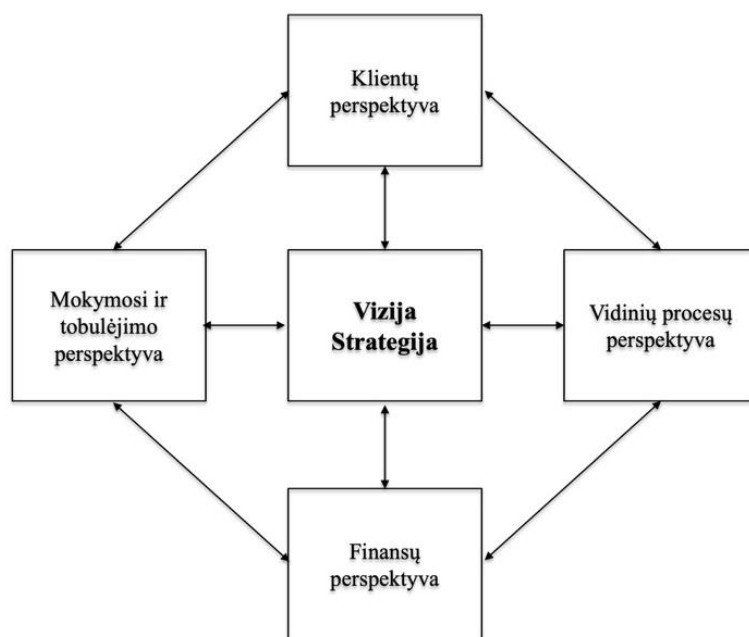 Klientų
perspektyva
Mokymosi ir
tobulėjimo
perspektyva
Vizija
Strategija
Vidinių procesų
perspektyva
Finansų
perspektyva